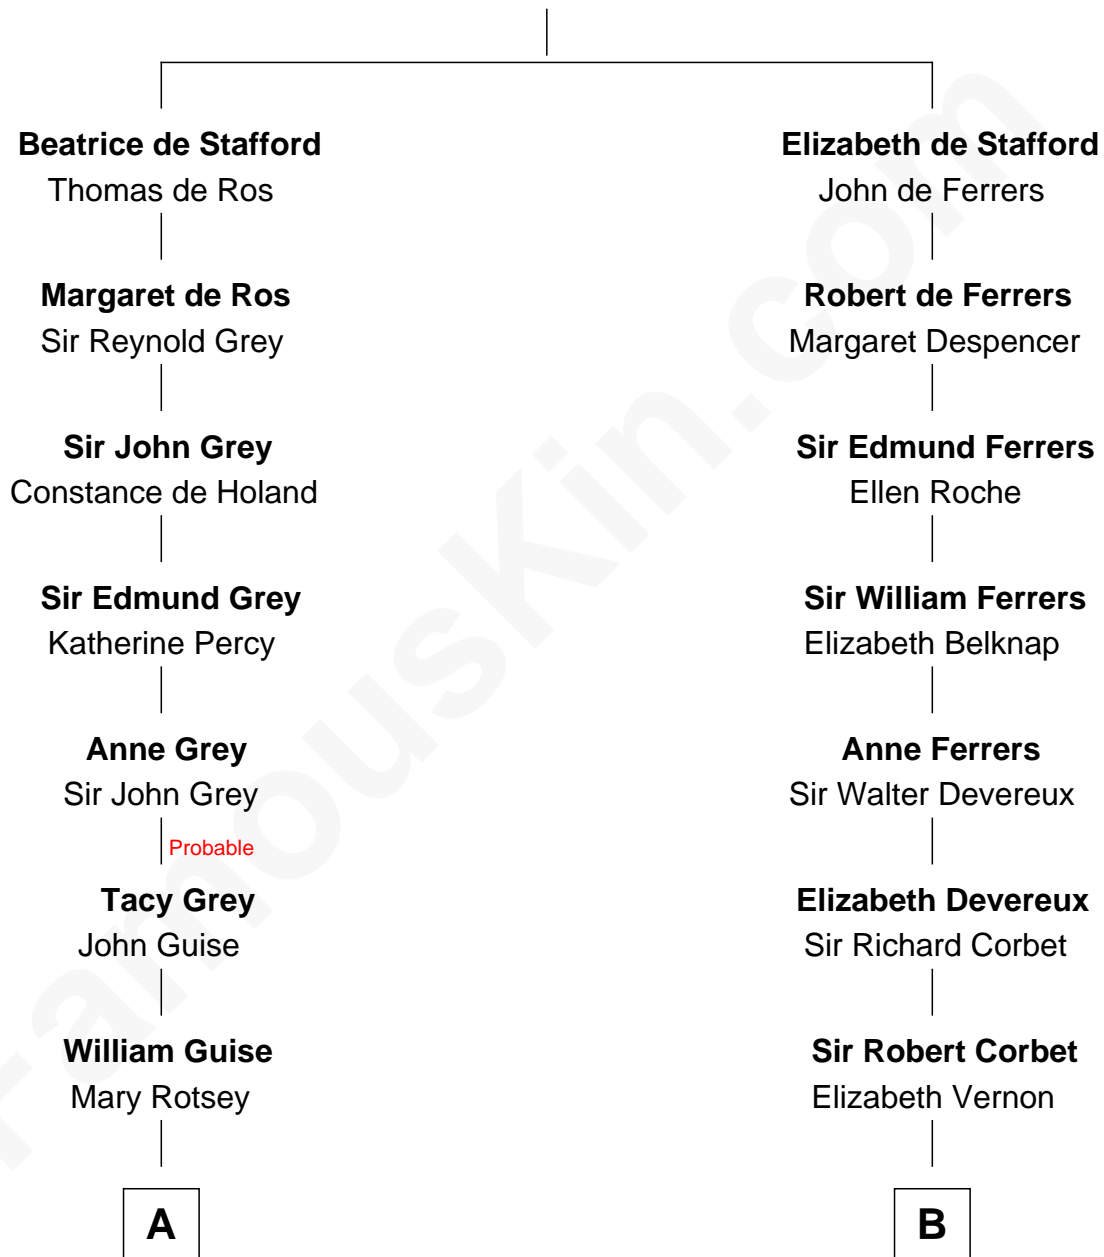 Beatrice de Stafford
Thomas de Ros
Margaret de Ros
Sir Reynold Grey
Sir John Grey
Constance de Holand
Sir Edmund Grey
Katherine Percy
Anne Grey
Sir John Grey
Probable
Tacy Grey
John Guise
William Guise
Mary Rotsey
A
Elizabeth de Stafford
John de Ferrers
Robert de Ferrers
Margaret Despencer
Sir Edmund Ferrers
Ellen Roche
Sir William Ferrers
Elizabeth Belknap
Anne Ferrers
Sir Walter Devereux
Elizabeth Devereux
Sir Richard Corbet
Sir Robert Corbet
Elizabeth Vernon
B
FamousKin.com